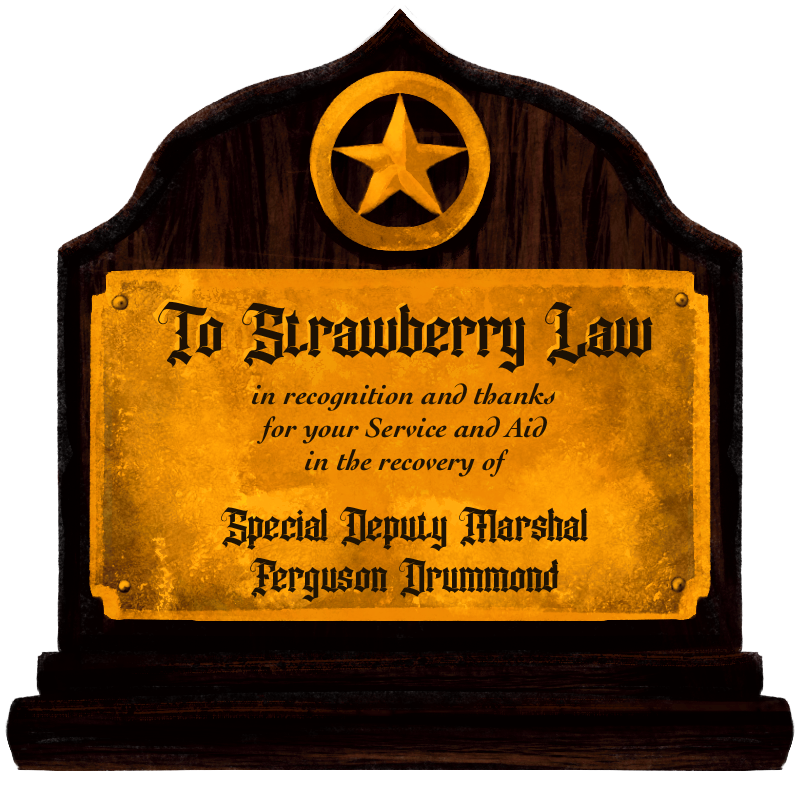 To Strawberry Law
in recognition and thanks
for your Service and Aid
in the recovery of
Special Deputy Marshal
Ferguson Drummond